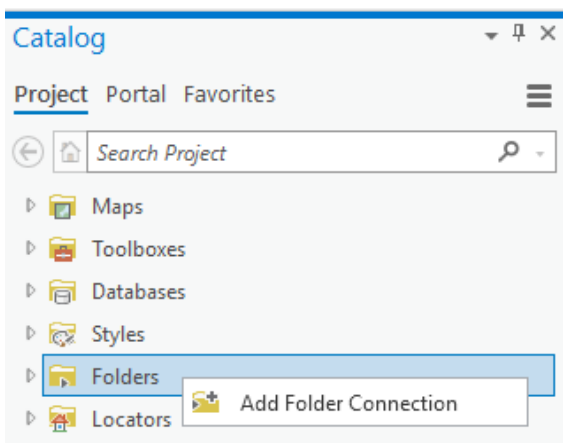 Catalog
Project Portal Favorites
Search Project
Maps
Toolboxes
Databases
Styles
Folders
Add Folder Connection
Locators